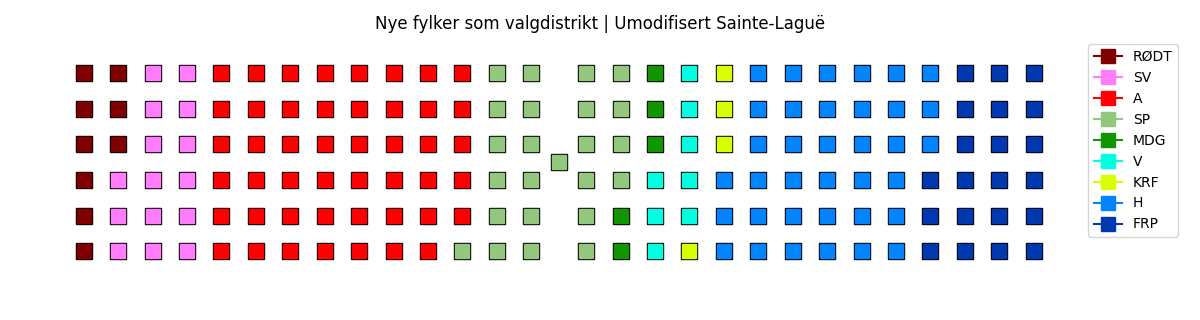 Nye fylker som valgdistrikt | Umodifisert Sainte-Laguë
RØDT
SV
A
SP
MDG
V
KRF
H
FRP